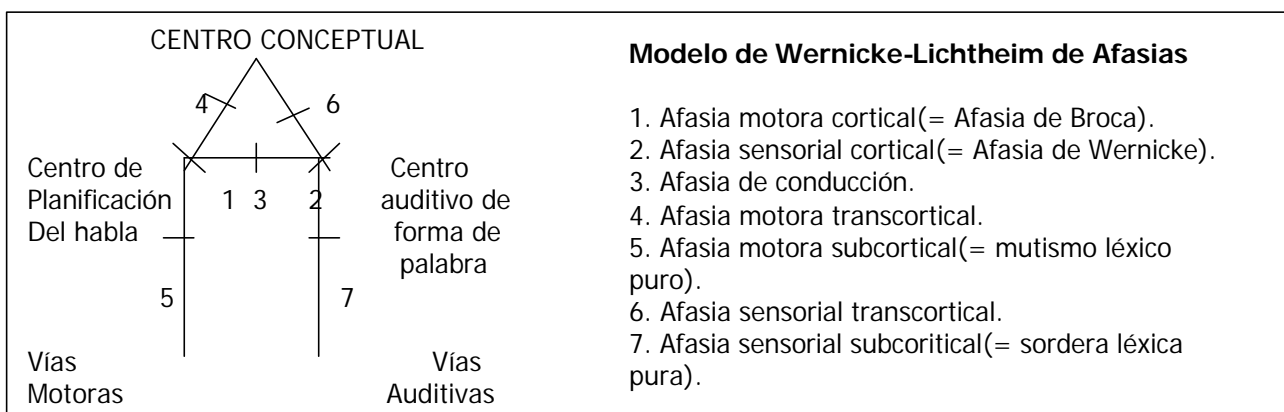 CENTRO CONCEPTUAL
4
6
Centro de
Planificación
Del habla
1 3 2
Centro
auditivo de
forma de
palabra
5
7
Vías
Motoras
Vías
Auditivas
Modelo de Wernicke-Lichtheim de Afasias
1. Afasia motora cortical(= Afasia de Broca).
2. Afasia sensorial cortical(= Afasia de Wernicke).
3. Afasia de conducción.
4. Afasia motora transcortical.
5. Afasia motora subcortical(= mutismo léxico
puro).
6. Afasia sensorial transcortical.
7. Afasia sensorial subcoritical(= sordera léxica
pura).